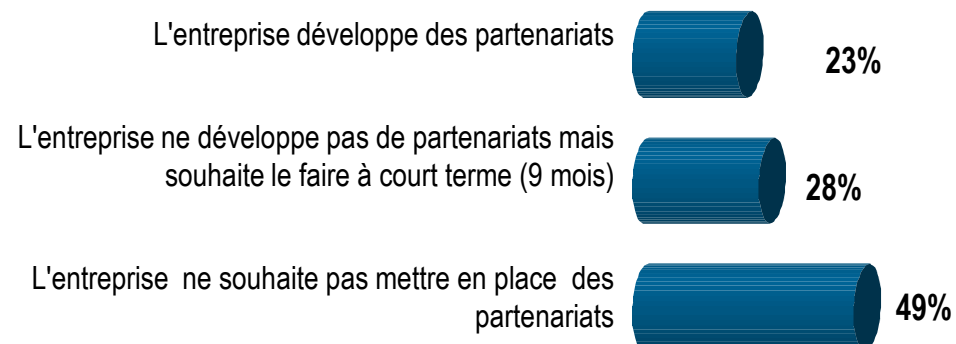 L'entreprise développe des partenariats
23%
L'entreprise ne développe pas de partenariats mais
souhaite le faire à court terme (9 mois)
28%
L'entreprise  ne souhaite pas mettre en place  des
partenariats
49%